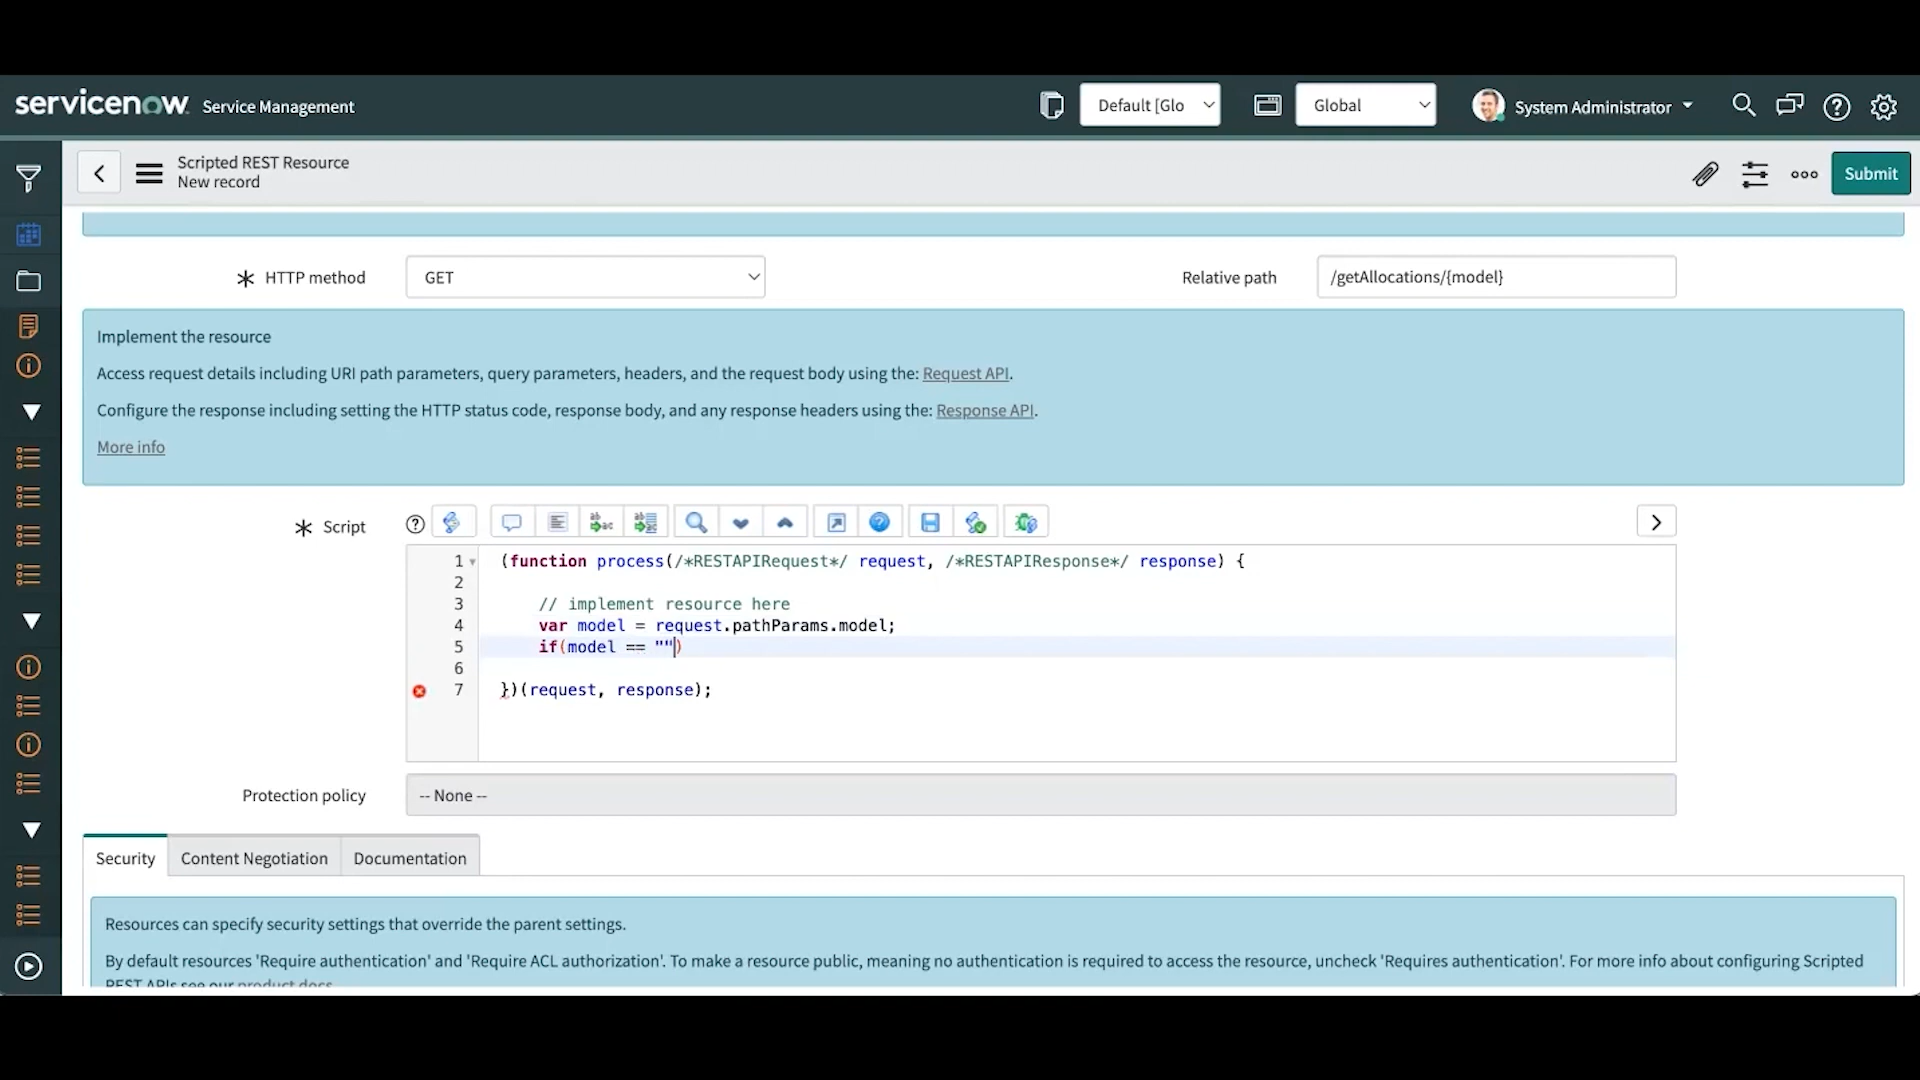 servicenow Service Management
Default [Glo
Global
System Administrator
Scripted REST Resource
New record
Submit
HTTP method
GET
Relative path
/getAllocations/{model}
Implement the resource
Access request details including URI path parameters, query parameters, headers, and the request body using the: Request API.
Configure the response including setting the HTTP status code, response body, and any response headers using the: Response API.
More info
Script
1 (function process(/*RESTAPIRequest*/ request, /*RESTAPIResponse*/ response) {
2
3 // implement resource here
4 var model = request.pathParams.model;
5 if(model == "")
6
7 })(request, response);
Protection policy
-- None --
Security
Content Negotiation
Documentation
Resources can specify security settings that override the parent settings.
By default resources 'Require authentication' and 'Require ACL authorization'. To make a resource public, meaning no authentication is required to access the resource, uncheck 'Requires authentication'. For more info about configuring Scripted
REST APIs see our product docs